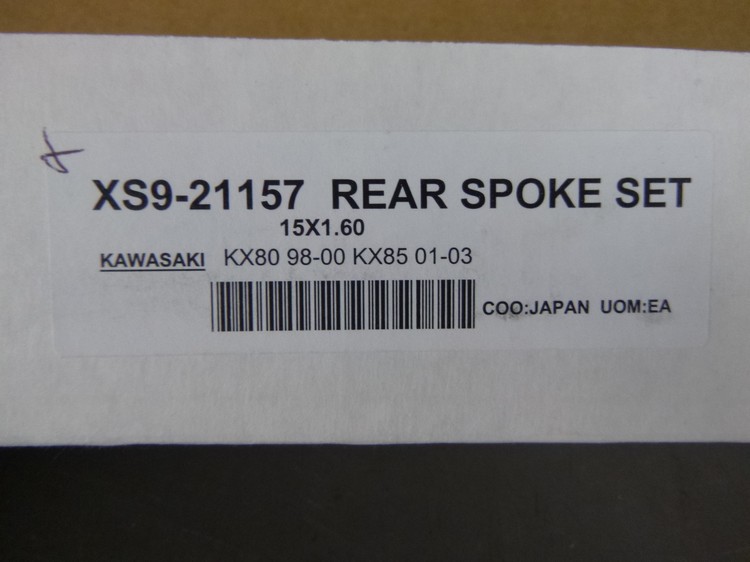 XS9-21157 REAR SPOKE SET
15X1.60
KAWASAKI KX80 98-00 KX85 01-03
COO:JAPAN UOM:EA